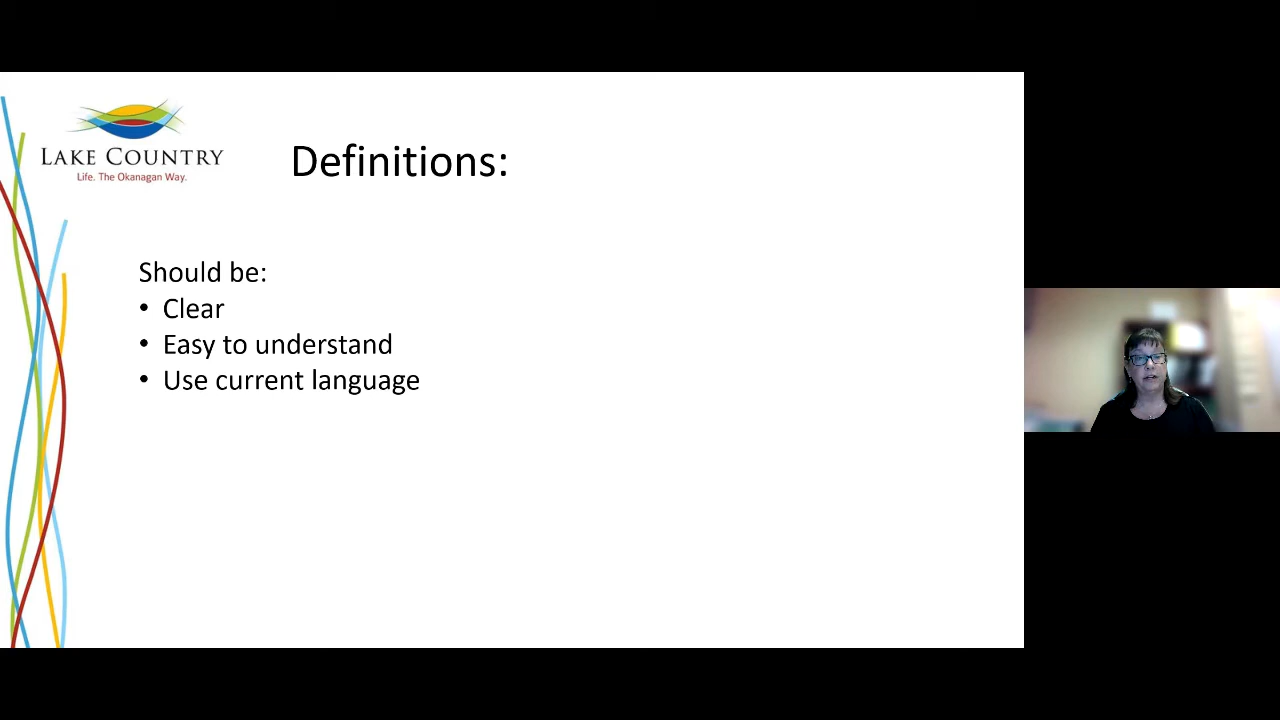 LAKE COUNTRY
Life. The Okanagan Way.
Definitions:
Should be:
• Clear
• Easy to understand
• Use current language